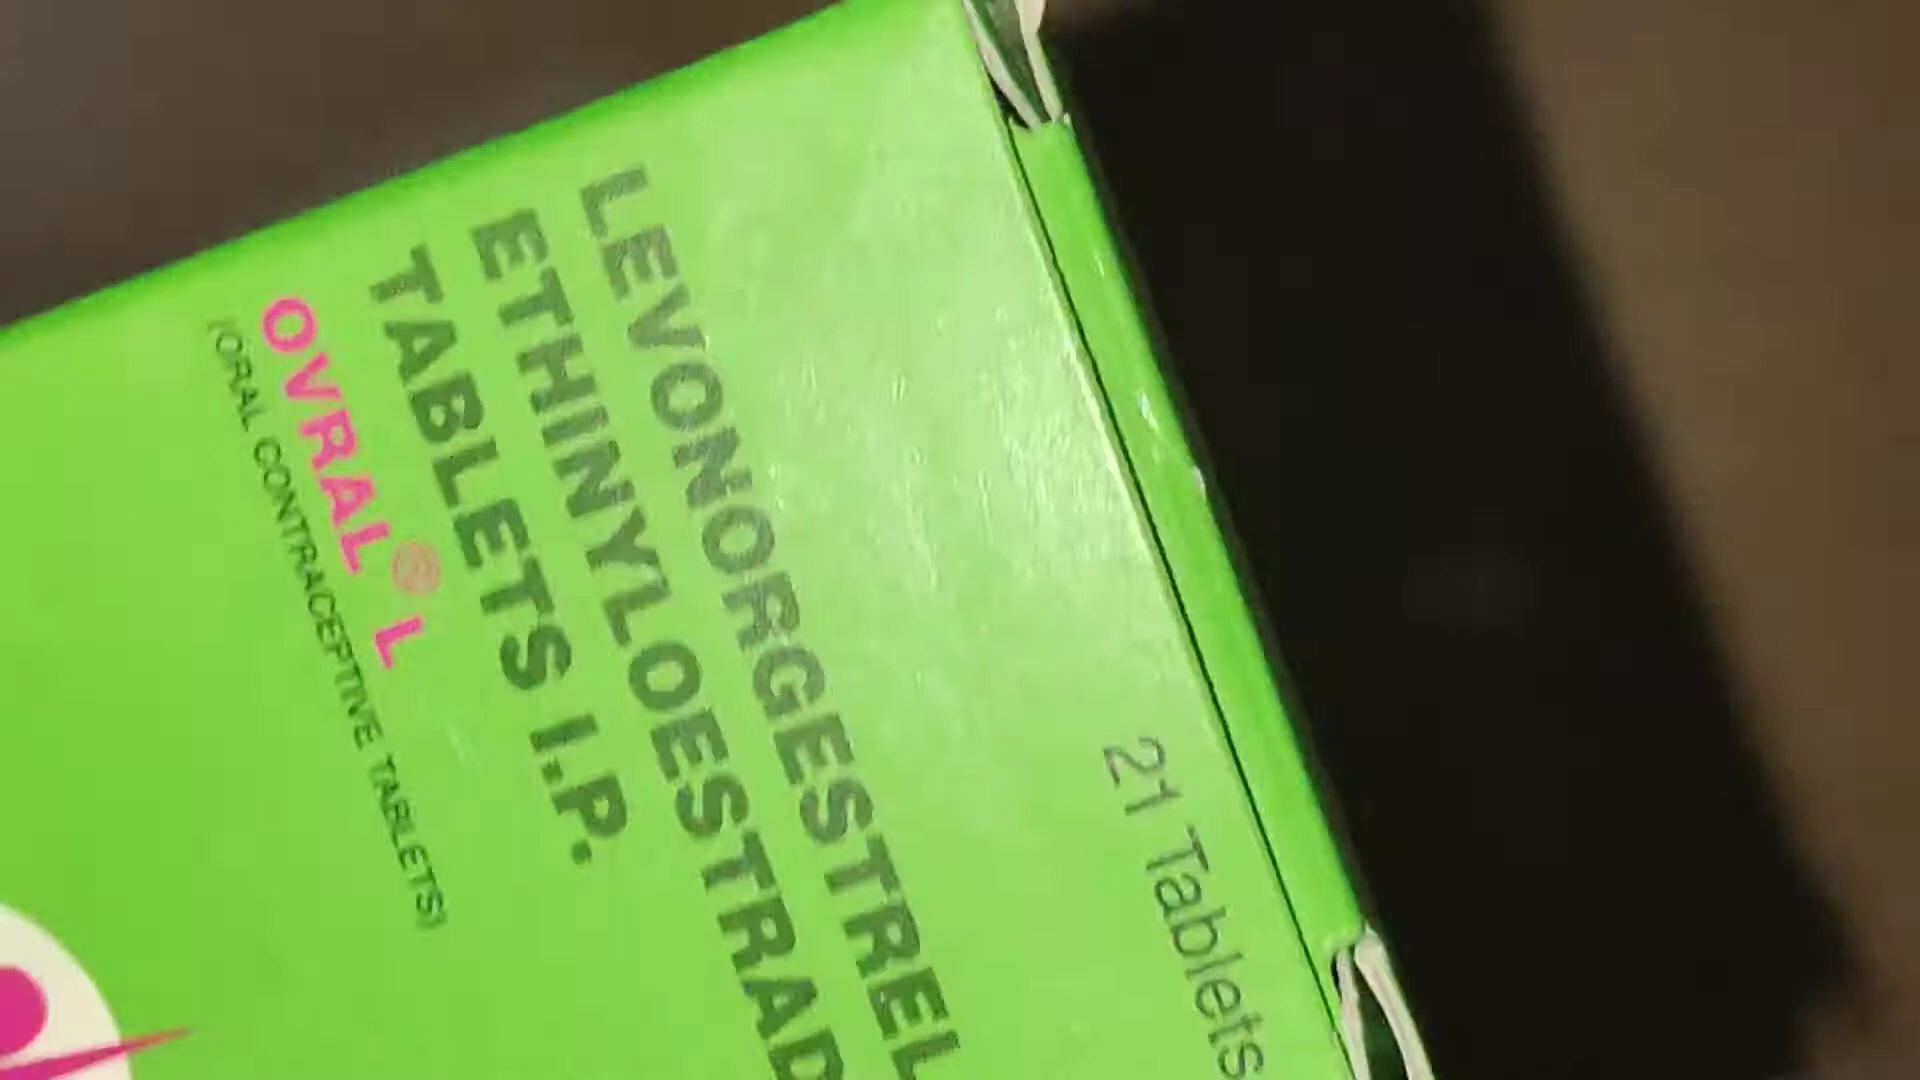 21 Tablets
LEVONORGESTREL
ETHINYLOESTRAD
TABLETS I.P.
OVRAL® L
(ORAL CONTRACEPTIVE TABLETS)